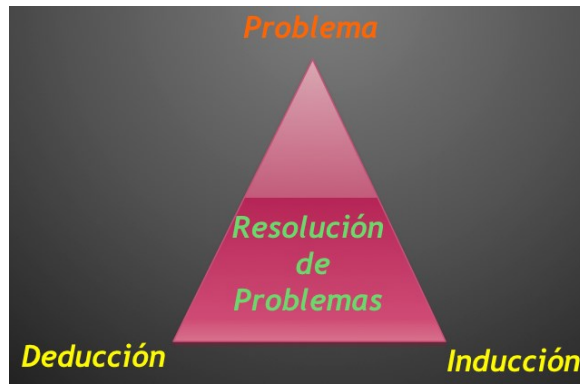 Problema
Resolución
de
Problemas
Deducción
Inducción